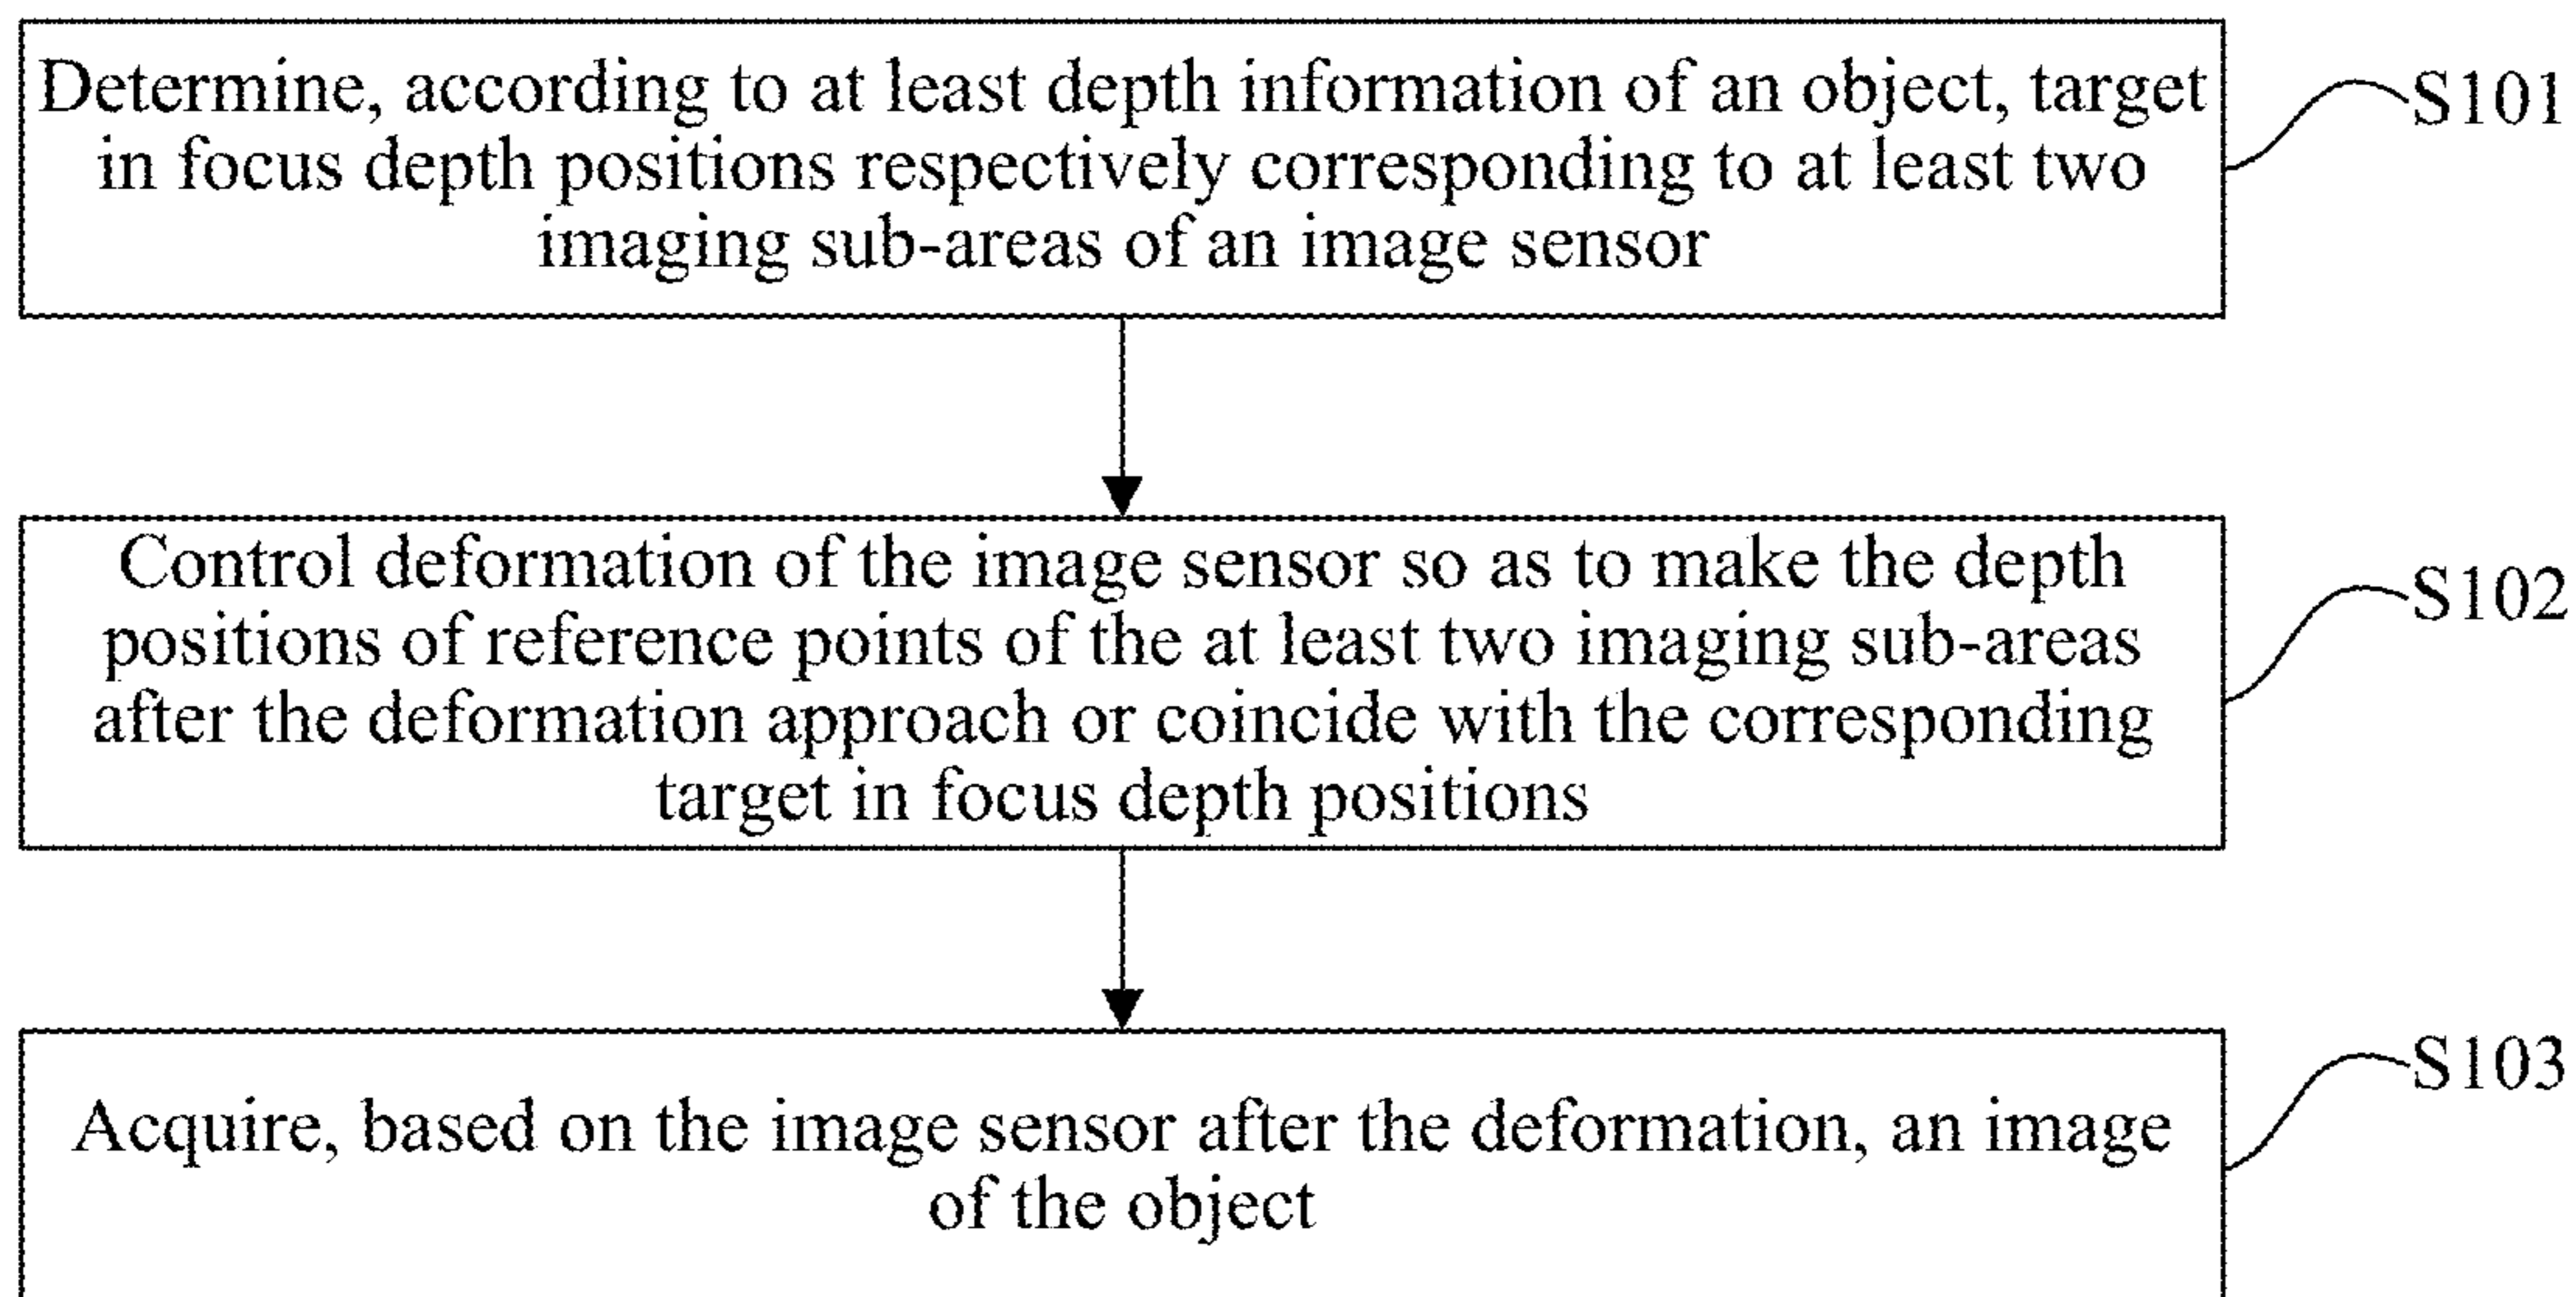 Determine, according to at least depth information of an object, target
in focus depth positions respectively corresponding to at least two
imaging sub-areas of an image sensor
S101
Control deformation of the image sensor so as to make the depth
positions of reference points of the at least two imaging sub-areas
after the deformation approach or coincide with the corresponding
target in focus depth positions
S102
Acquire, based on the image sensor after the deformation, an image
of the object
S103